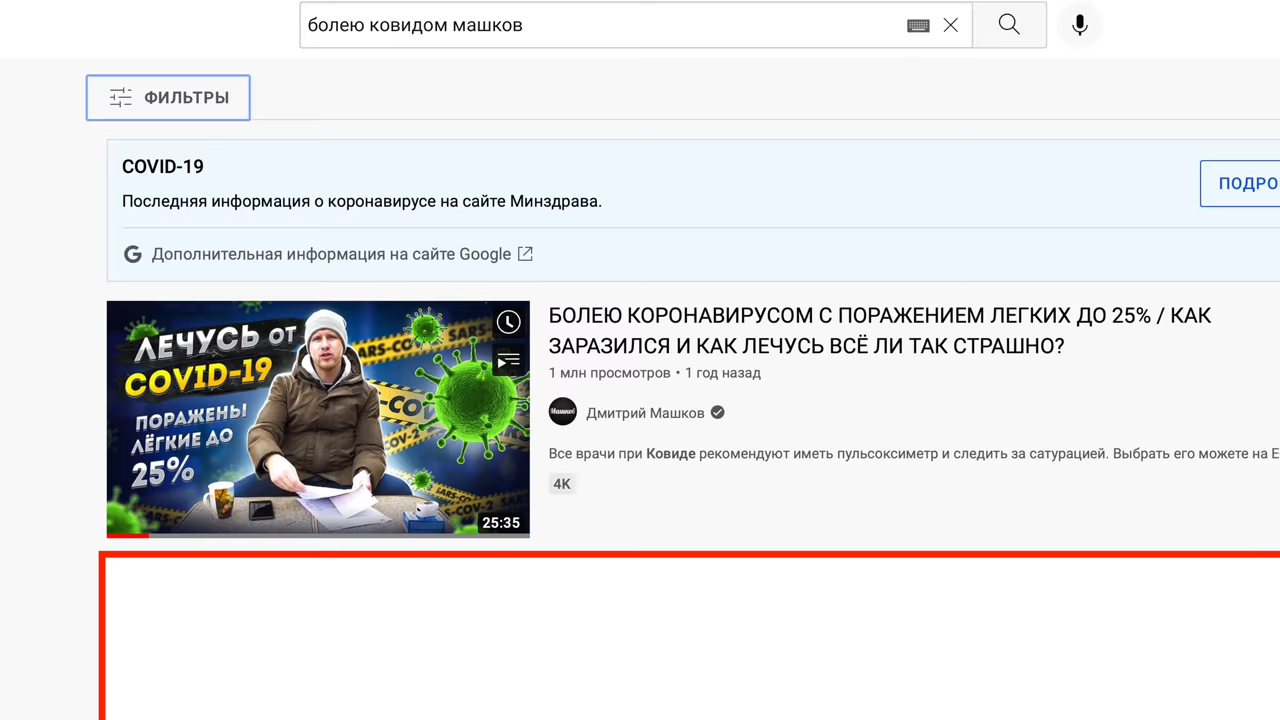 болею ковидом машков
ФИЛЬТРЫ
COVID-19
Последняя информация о коронавирусе на сайте Минздрава.
ПОДРО
G Дополнительная информация на сайте Google
ЛЕЧУСЬ ОТ
COVID-19
ПОРАЖЕНЫ
ЛЁГКИЕ ДО
25%
25:35
БОЛЕЮ КОРОНАВИРУСОМ С ПОРАЖЕНИЕМ ЛЕГКИХ ДО 25% / КАК
ЗАРАЗИЛСЯ И КАК ЛЕЧУСЬ ВСЁ ЛИ ТАК СТРАШНО?
1 млн просмотров • 1 год назад
Машков
Дмитрий Машков
Все врачи при Ковиде рекомендуют иметь пульсоксиметр и следить за сатурацией. Выбрать его можете на E
4K